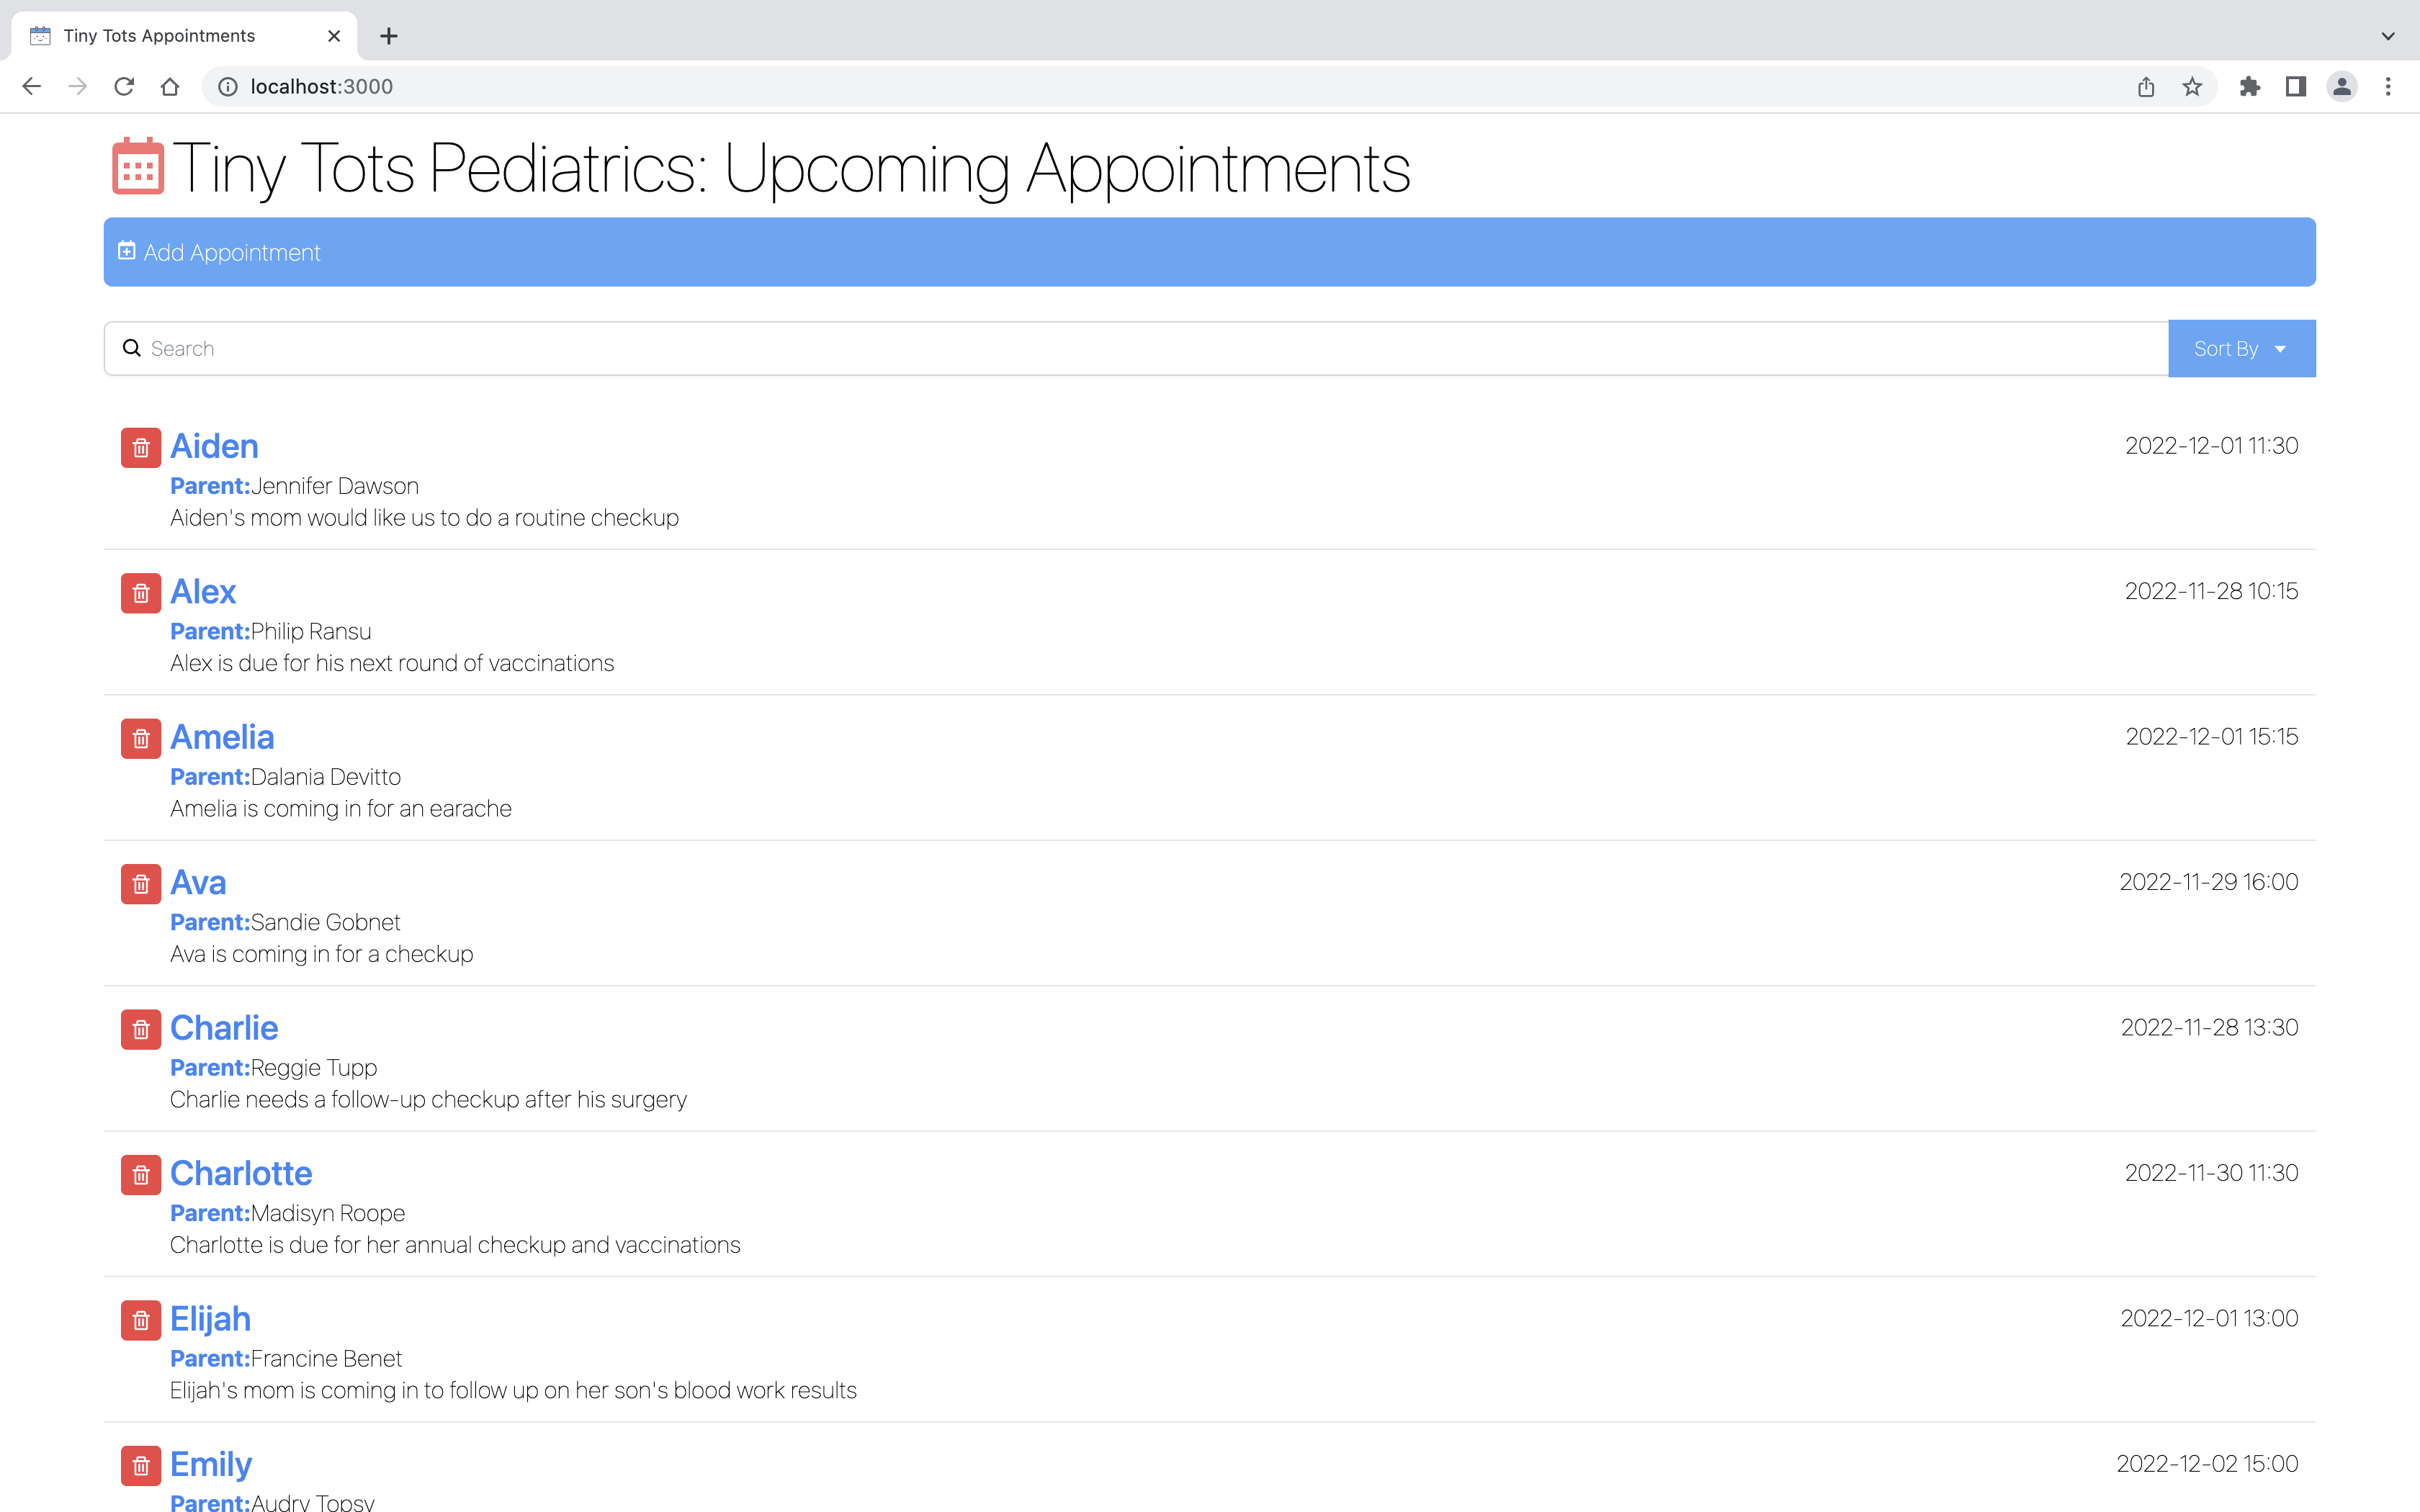 Tiny Tots Appointments
localhost:3000
Tiny Tots Pediatrics: Upcoming Appointments
Add Appointment
Search
Sort By
Aiden 2022-12-01 11:30
Parent:Jennifer Dawson
Aiden's mom would like us to do a routine checkup
Alex 2022-11-28 10:15
Parent:Philip Ransu
Alex is due for his next round of vaccinations
Amelia 2022-12-01 15:15
Parent:Dalania Devitto
Amelia is coming in for an earache
Ava 2022-11-29 16:00
Parent:Sandie Gobnet
Ava is coming in for a checkup
Charlie 2022-11-28 13:30
Parent:Reggie Tupp
Charlie needs a follow-up checkup after his surgery
Charlotte 2022-11-30 11:30
Parent:Madisyn Roope
Charlotte is due for her annual checkup and vaccinations
Elijah 2022-12-01 13:00
Parent:Francine Benet
Elijah's mom is coming in to follow up on her son's blood work results
Emily 2022-12-02 15:00
Parent:Audry Topsy